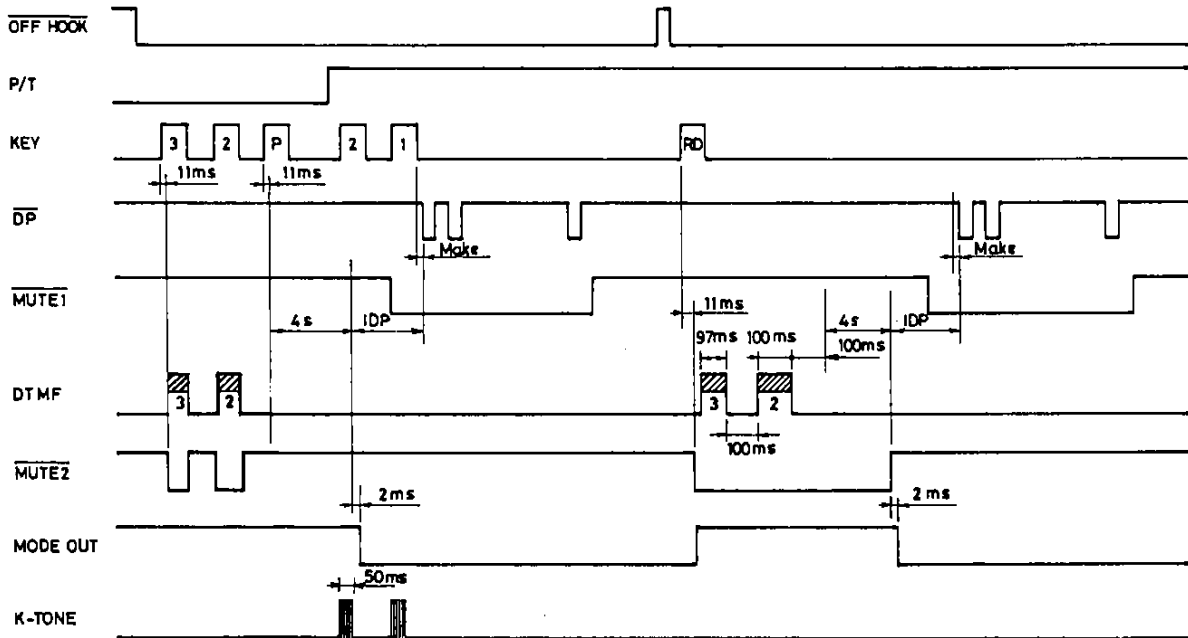 OFF HOOK
P/T
KEY
3 2 P 2 1 RD
11ms 11ms
DP
Make Make
MUTE1
4s IDP 11ms 4s IDP
97ms 100ms 100ms
DTMF
3 2 3 2
100ms
MUTE2
2ms 2ms
MODE OUT
50ms
K-TONE